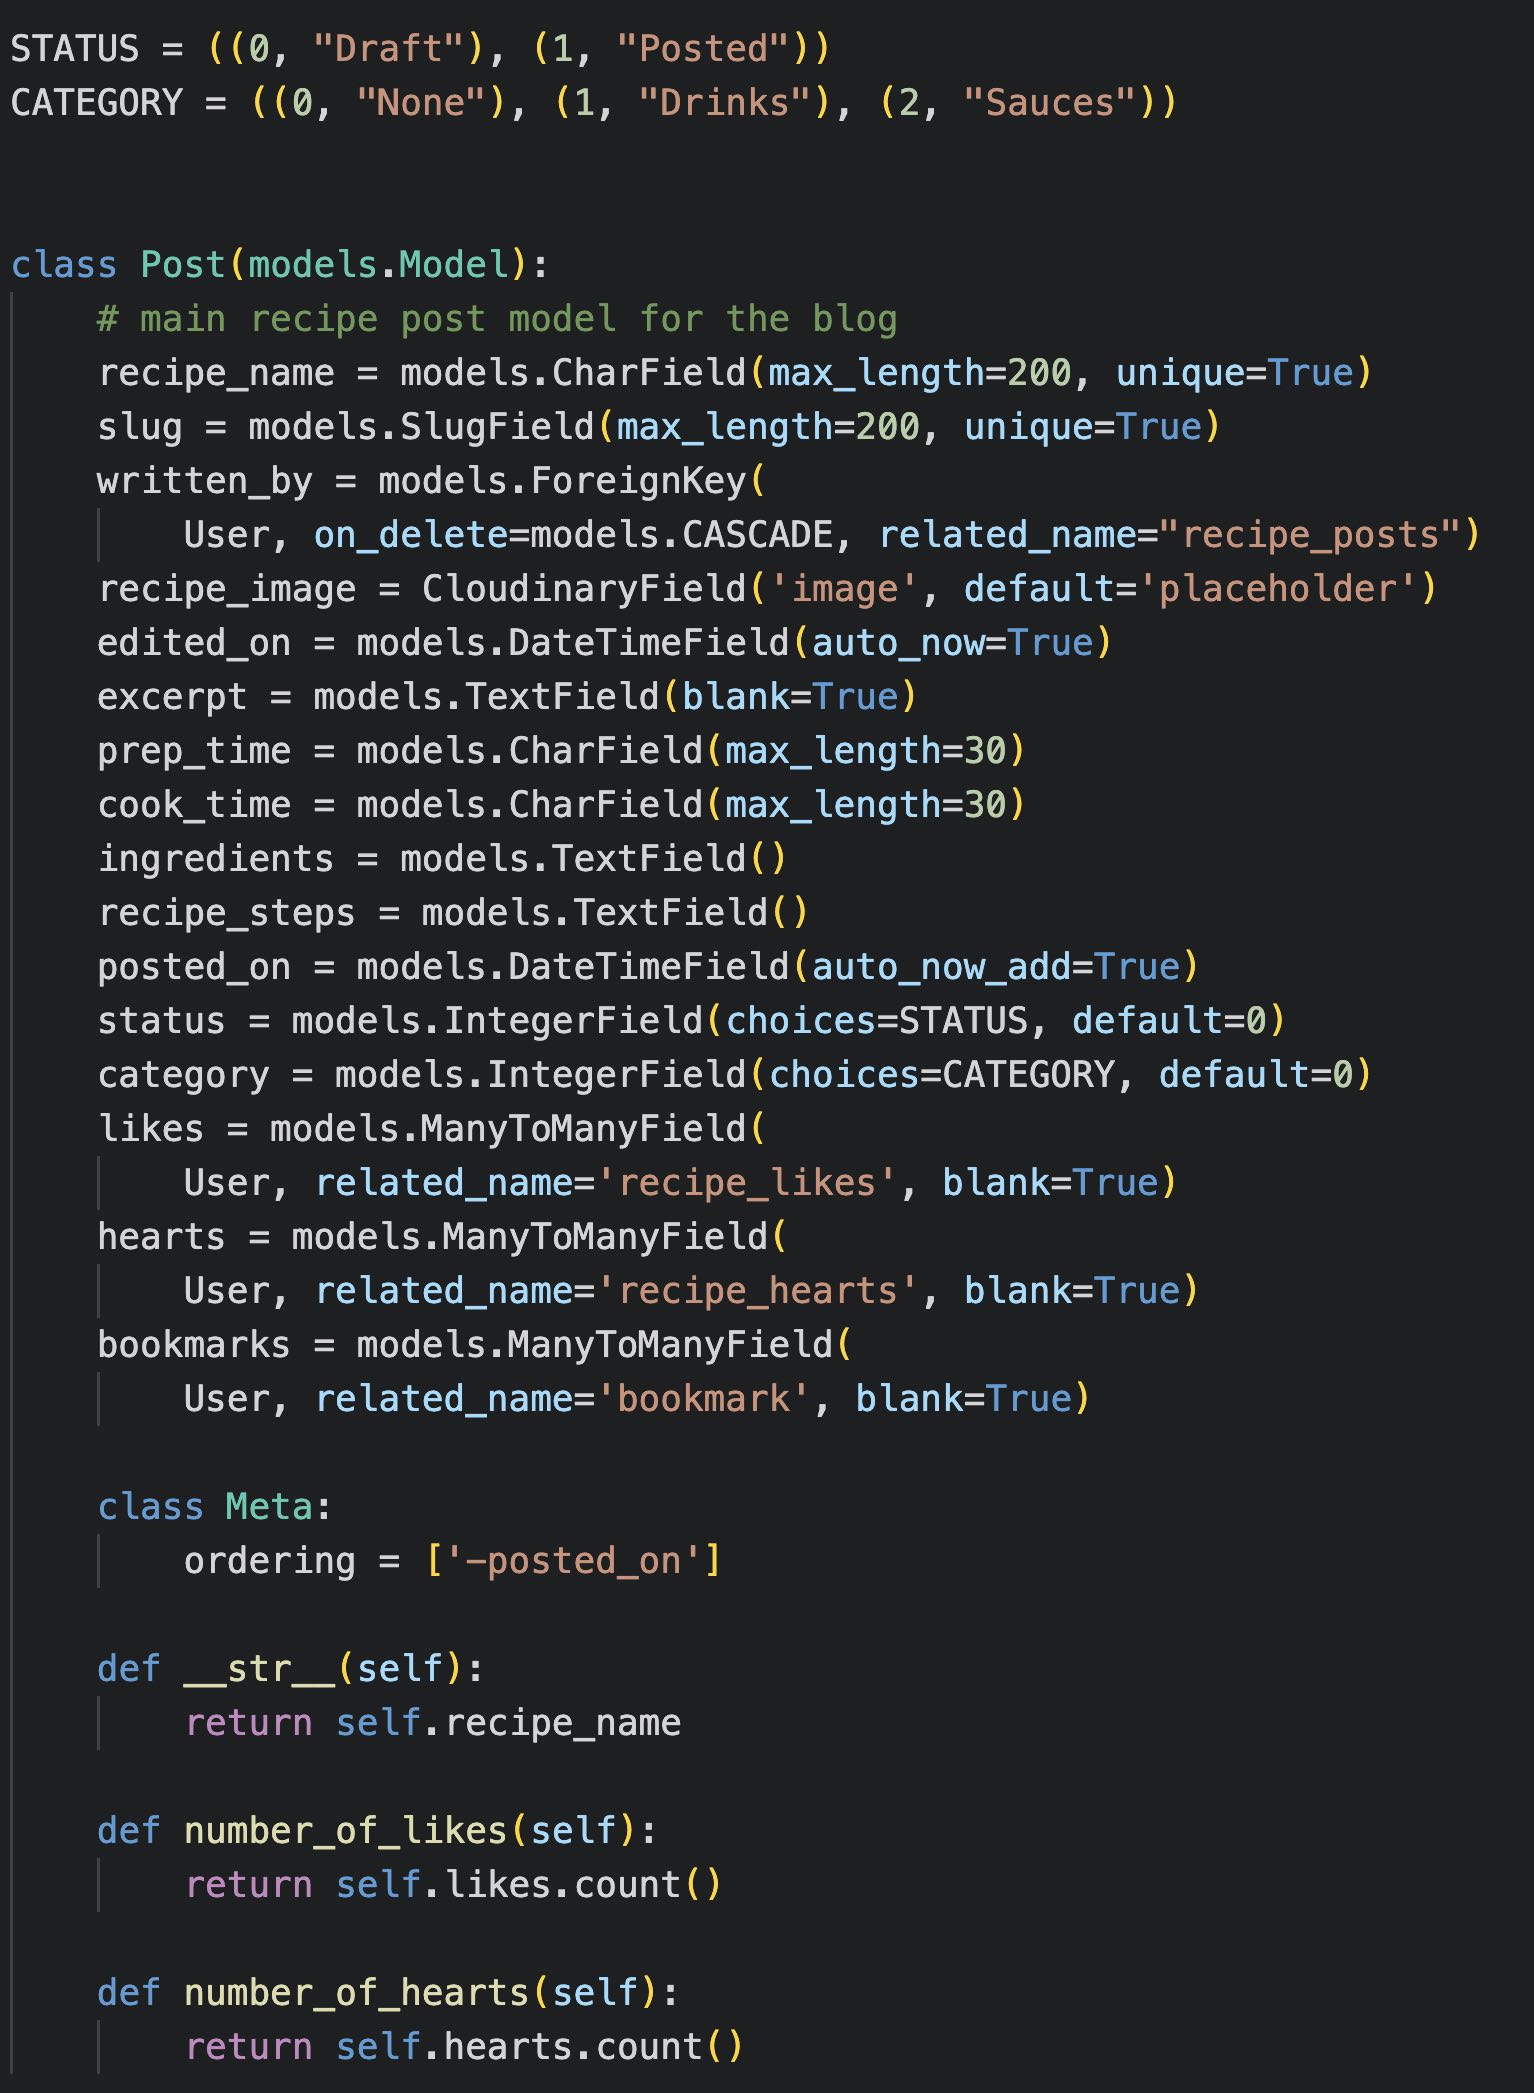 STATUS = ((0, "Draft"), (1, "Posted"))
CATEGORY = ((0, "None"), (1, "Drinks"), (2, "Sauces"))


class Post(models.Model):
    # main recipe post model for the blog
    recipe_name = models.CharField(max_length=200, unique=True)
    slug = models.SlugField(max_length=200, unique=True)
    written_by = models.ForeignKey(
        User, on_delete=models.CASCADE, related_name="recipe_posts")
    recipe_image = CloudinaryField('image', default='placeholder')
    edited_on = models.DateTimeField(auto_now=True)
    excerpt = models.TextField(blank=True)
    prep_time = models.CharField(max_length=30)
    cook_time = models.CharField(max_length=30)
    ingredients = models.TextField()
    recipe_steps = models.TextField()
    posted_on = models.DateTimeField(auto_now_add=True)
    status = models.IntegerField(choices=STATUS, default=0)
    category = models.IntegerField(choices=CATEGORY, default=0)
    likes = models.ManyToManyField(
        User, related_name='recipe_likes', blank=True)
    hearts = models.ManyToManyField(
        User, related_name='recipe_hearts', blank=True)
    bookmarks = models.ManyToManyField(
        User, related_name='bookmark', blank=True)

    class Meta:
        ordering = ['-posted_on']

    def __str__(self):
        return self.recipe_name

    def number_of_likes(self):
        return self.likes.count()

    def number_of_hearts(self):
        return self.hearts.count()